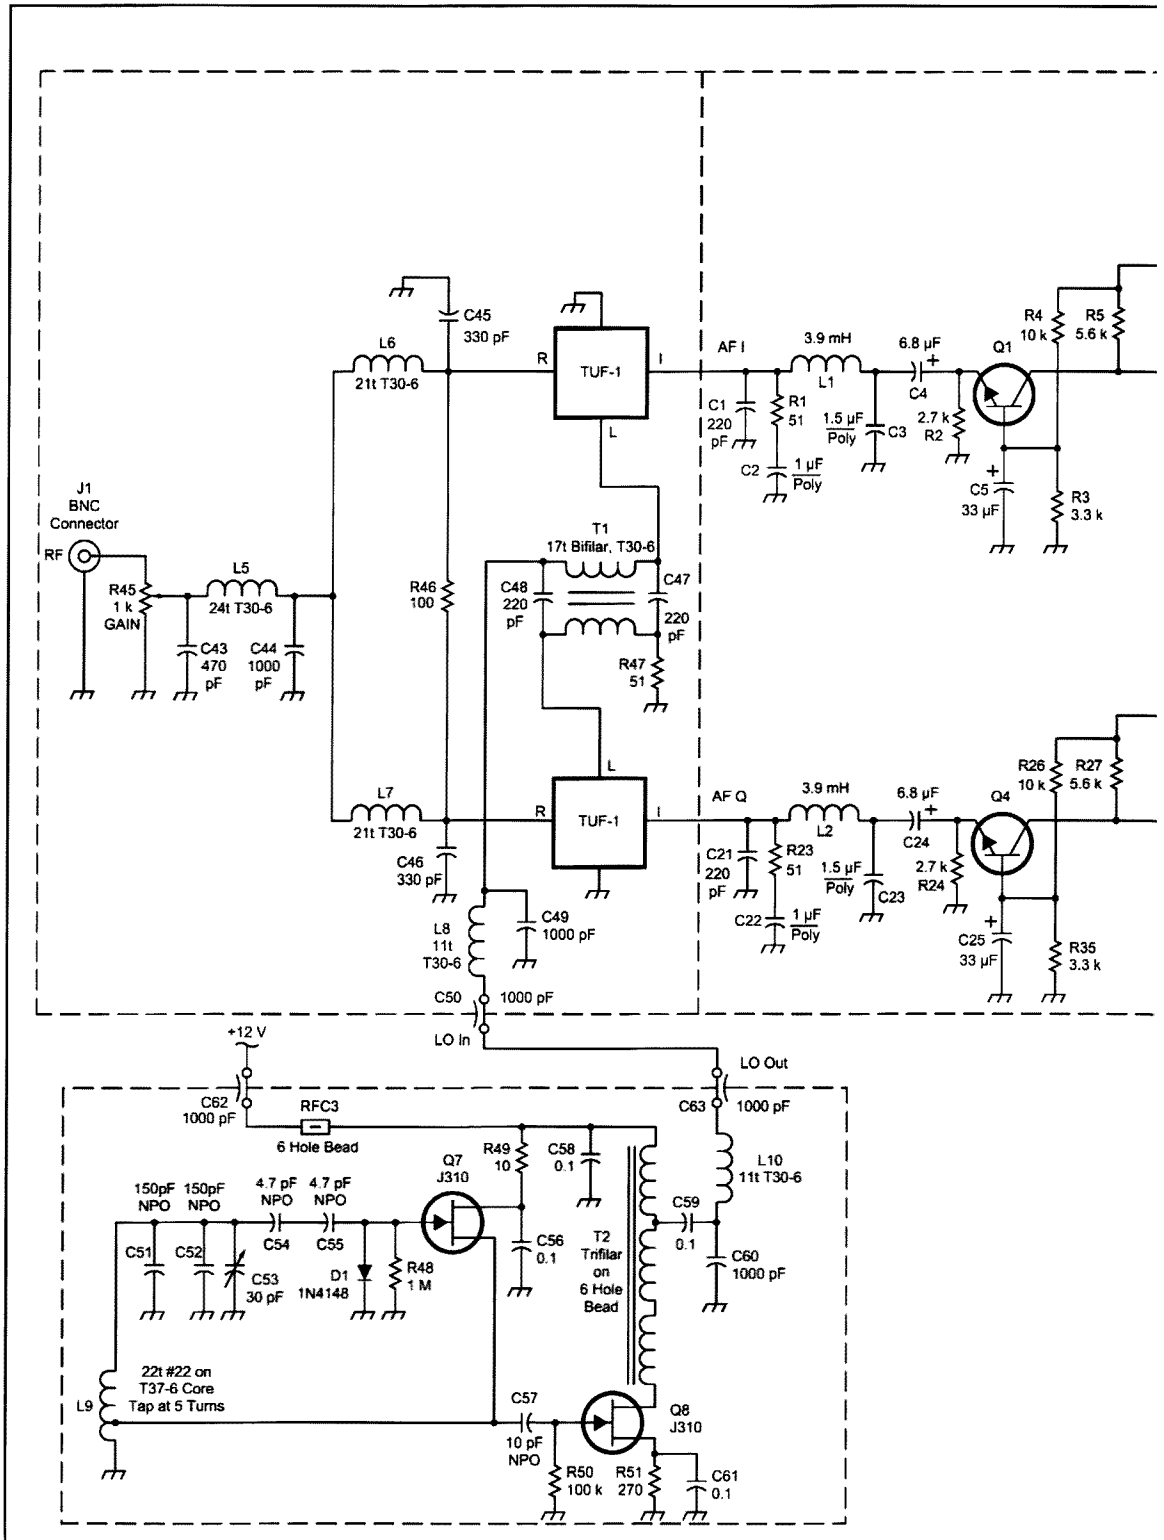 C45
330 pF
L6
21t T30-6
R
TUF-1
I
L
AF I
3.9 mH
L1
6.8 µF
+
C4
Q1
R4
10 k
R5
5.6 k
C1
220
pF
R1
51
C2
1 µF
Poly
1.5 µF
Poly
C3
2.7 k
R2
+
C5
33 µF
R3
3.3 k
J1
BNC
Connector
RF
R45
1 k
GAIN
L5
24t T30-6
C43
470
pF
C44
1000
pF
R46
100
T1
17t Bifilar, T30-6
C48
220
pF
C47
220
pF
R47
51
L7
21t T30-6
C46
330 pF
L
R
TUF-1
I
AF Q
3.9 mH
L2
6.8 µF
+
C24
Q4
R26
10 k
R27
5.6 k
C21
220
pF
R23
51
C22
1 µF
Poly
1.5 µF
Poly
C23
2.7 k
R24
+
C25
33 µF
R35
3.3 k
L8
11t
T30-6
C49
1000 pF
C50
1000 pF
LO In
+12 V
LO Out
C62
1000 pF
C63
1000 pF
RFC3
6 Hole Bead
R49
10
C58
0.1
L10
11t T30-6
Q7
J310
150pF
NPO
150pF
NPO
4.7 pF
NPO
4.7 pF
NPO
C51
C52
C53
30 pF
C54
C55
D1
1N4148
R48
1 M
C56
0.1
T2
Trifilar
on
6 Hole
Bead
C59
0.1
C60
1000 pF
L9
22t #22 on
T37-6 Core
Tap at 5 Turns
C57
10 pF
NPO
Q8
J310
R50
100 k
R51
270
C61
0.1